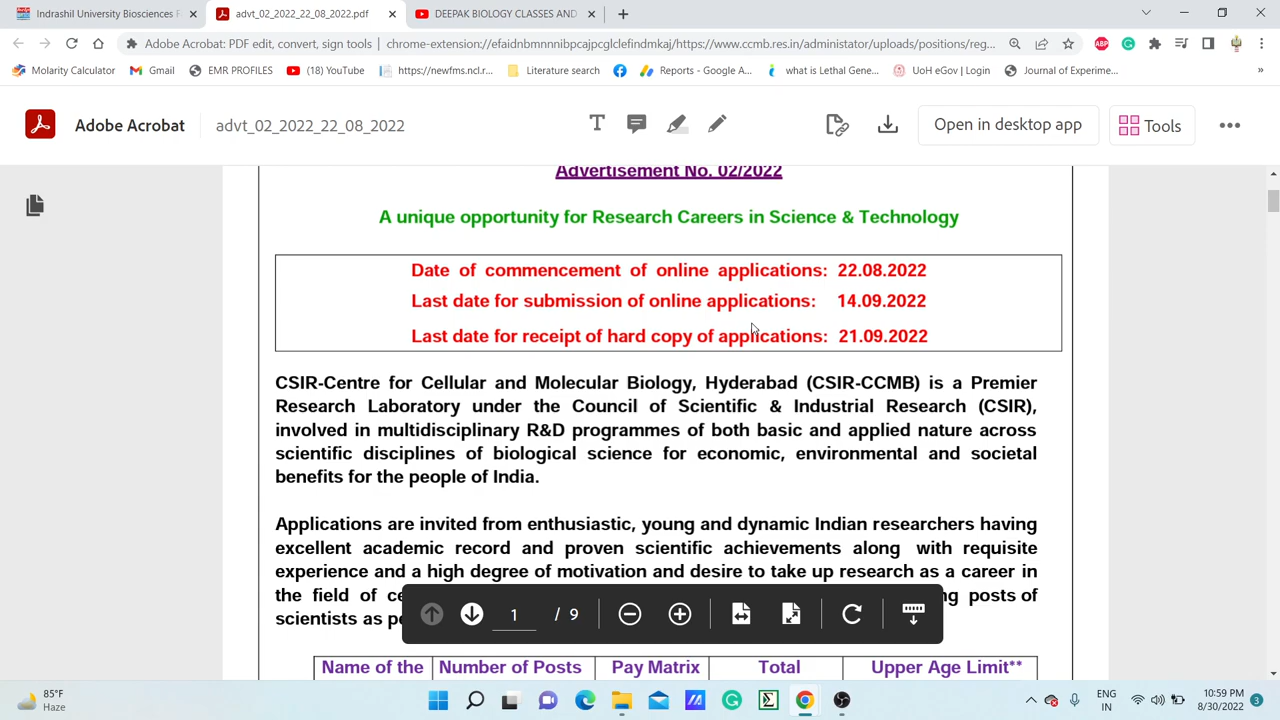 Indrashil University Biosciences F
advt_02_2022_22_08_2022.pdf
DEEPAK BIOLOGY CLASSES AND
Adobe Acrobat: PDF edit, convert, sign tools | chrome-extension://efaidnbmnnnibpcajpcglclefindmkaj/https://www.ccmb.res.in/administator/uploads/positions/reg...
Molarity Calculator
Gmail
EMR PROFILES
(18) YouTube
https://newfms.ncl.r...
Literature search
Reports - Google A...
what is Lethal Gene...
UoH eGov | Login
Journal of Experime...
»
Adobe Acrobat
advt_02_2022_22_08_2022
Open in desktop app
Tools
Advertisement No. 02/2022
A unique opportunity for Research Careers in Science & Technology
Date of commencement of online applications: 22.08.2022
Last date for submission of online applications: 14.09.2022
Last date for receipt of hard copy of applications: 21.09.2022
CSIR-Centre for Cellular and Molecular Biology, Hyderabad (CSIR-CCMB) is a Premier
Research Laboratory under the Council of Scientific & Industrial Research (CSIR),
involved in multidisciplinary R&D programmes of both basic and applied nature across
scientific disciplines of biological science for economic, environmental and societal
benefits for the people of India.
Applications are invited from enthusiastic, young and dynamic Indian researchers having
excellent academic record and proven scientific achievements along with requisite
experience and a high degree of motivation and desire to take up research as a career in
the field of ce ng posts of
scientists as pe
1 / 9
Name of the
Number of Posts
Pay Matrix
Total
Upper Age Limit**
85°F
Haze
ENG
IN
10:59 PM
8/30/2022
3